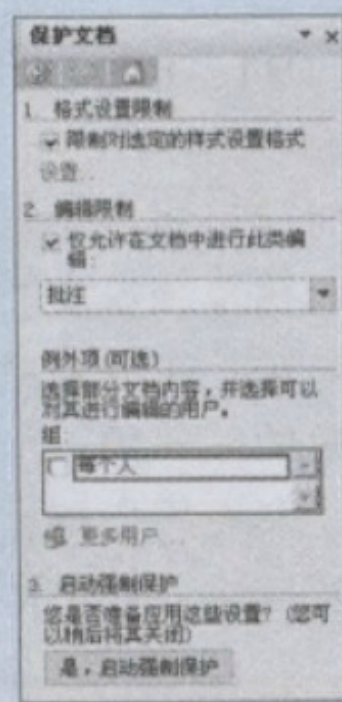 保护文档
1. 格式设置限制
限制对选定的样式设置格式
设置...
2. 编辑限制
仅允许在文档中进行此类编
辑:
批注
例外项(可选)
选择部分文档内容，并选择可以
对其进行编辑的用户。
组:
每个人
更多用户...
3. 启动强制保护
您是否准备应用这些设置？(您可
以稍后将其关闭)
是，启动强制保护